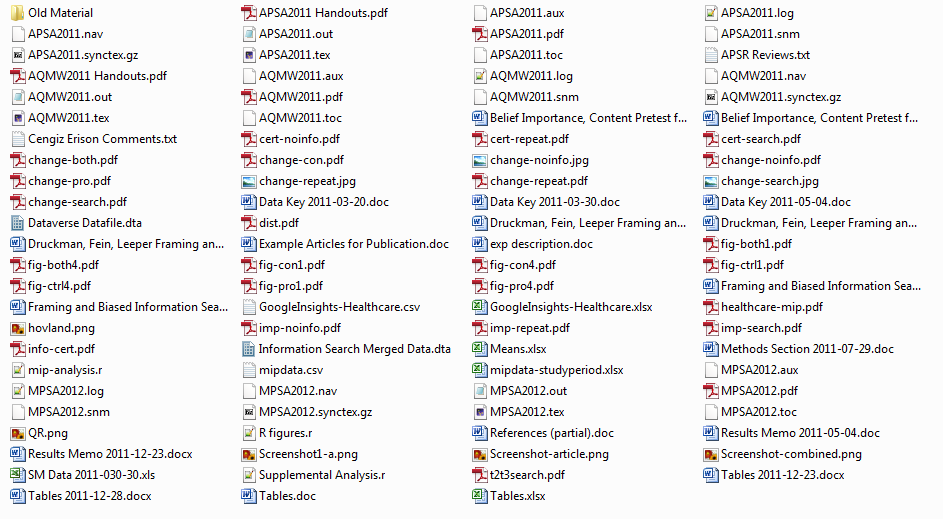 Old Material APSA2011 Handouts.pdf APSA2011.aux APSA2011.log
APSA2011.nav APSA2011.out APSA2011.pdf APSA2011.snm
APSA2011.synctex.gz APSA2011.tex APSA2011.toc APSR Reviews.txt
AQMW2011 Handouts.pdf AQMW2011.aux AQMW2011.log AQMW2011.nav
AQMW2011.out AQMW2011.pdf AQMW2011.snm AQMW2011.synctex.gz
AQMW2011.tex AQMW2011.toc Belief Importance, Content Pretest f... Belief Importance, Content Pretest f...
Cengiz Erison Comments.txt cert-noinfo.pdf cert-repeat.pdf cert-search.pdf
change-both.pdf change-con.pdf change-noinfo.jpg change-noinfo.pdf
change-pro.pdf change-repeat.jpg change-repeat.pdf change-search.jpg
change-search.pdf Data Key 2011-03-20.doc Data Key 2011-03-30.doc Data Key 2011-05-04.doc
Dataverse Datafile.dta dist.pdf Druckman, Fein, Leeper Framing an... Druckman, Fein, Leeper Framing an...
Druckman, Fein, Leeper Framing an... Example Articles for Publication.doc exp description.doc fig-both1.pdf
fig-both4.pdf fig-con1.pdf fig-con4.pdf fig-ctrl1.pdf
fig-ctrl4.pdf fig-pro1.pdf fig-pro4.pdf Framing and Biased Information Sea...
Framing and Biased Information Sea... GoogleInsights-Healthcare.csv GoogleInsights-Healthcare.xlsx healthcare-mip.pdf
hovland.png imp-noinfo.pdf imp-repeat.pdf imp-search.pdf
info-cert.pdf Information Search Merged Data.dta Means.xlsx Methods Section 2011-07-29.doc
mip-analysis.r mipdata.csv mipdata-studyperiod.xlsx MPSA2012.aux
MPSA2012.log MPSA2012.nav MPSA2012.out MPSA2012.pdf
MPSA2012.snm MPSA2012.synctex.gz MPSA2012.tex MPSA2012.toc
QR.png R figures.r References (partial).doc Results Memo 2011-05-04.doc
Results Memo 2011-12-23.docx Screenshot1-a.png Screenshot-article.png Screenshot-combined.png
SM Data 2011-030-30.xls Supplemental Analysis.r t2t3search.pdf Tables 2011-12-23.docx
Tables 2011-12-28.docx Tables.doc Tables.xlsx